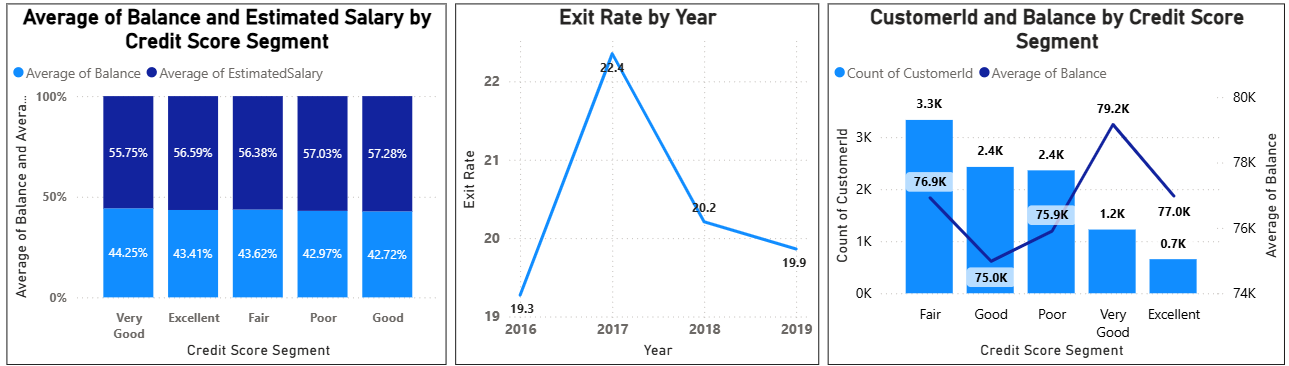 Average of Balance and Estimated Salary by
Credit Score Segment
Average of Balance Average of EstimatedSalary
Average of Balance and Avera...
100%
50%
0%
55.75% 56.59% 56.38% 57.03% 57.28%
44.25% 43.41% 43.62% 42.97% 42.72%
Very
Good
Excellent
Fair
Poor
Good
Credit Score Segment
Exit Rate by Year
Exit Rate
22
21
20
19
22.4
20.2
19.9
19.3
2016 2017 2018 2019
Year
CustomerId and Balance by Credit Score
Segment
Count of CustomerId Average of Balance
Count of CustomerId
3K
2K
1K
0K
3.3K
2.4K
2.4K
1.2K
0.7K
76.9K
75.0K
75.9K
79.2K
77.0K
80K
78K
76K
74K
Average of Balance
Fair
Good
Poor
Very
Good
Excellent
Credit Score Segment